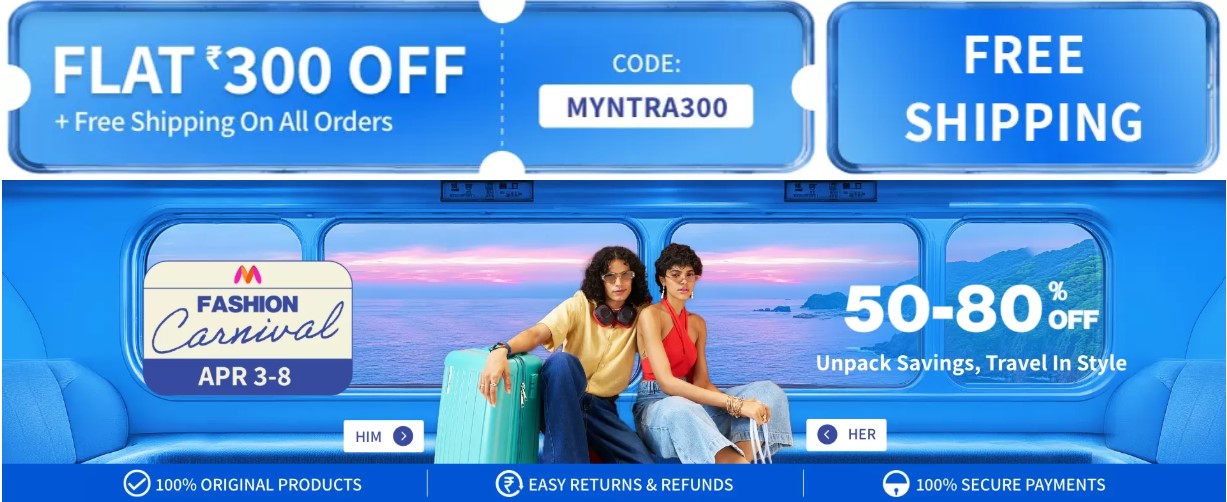 FLAT ₹300 OFF
+ Free Shipping On All Orders
CODE:
MYNTRA300
FREE
SHIPPING
FASHION
Carnival
APR 3-8
50-80% OFF
Unpack Savings, Travel In Style
HIM
HER
100% ORIGINAL PRODUCTS
EASY RETURNS & REFUNDS
100% SECURE PAYMENTS